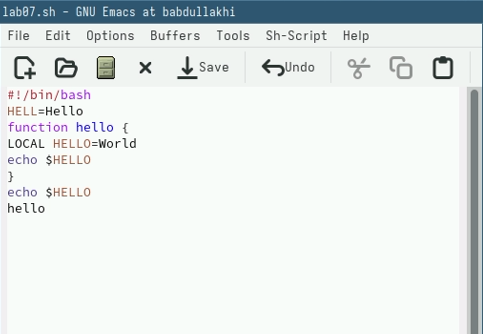 lab07.sh - GNU Emacs at babdullakhi
File Edit Options Buffers Tools Sh-Script Help
Save Undo
#!/bin/bash
HELL=Hello
function hello {
LOCAL HELLO=World
echo $HELLO
}
echo $HELLO
hello